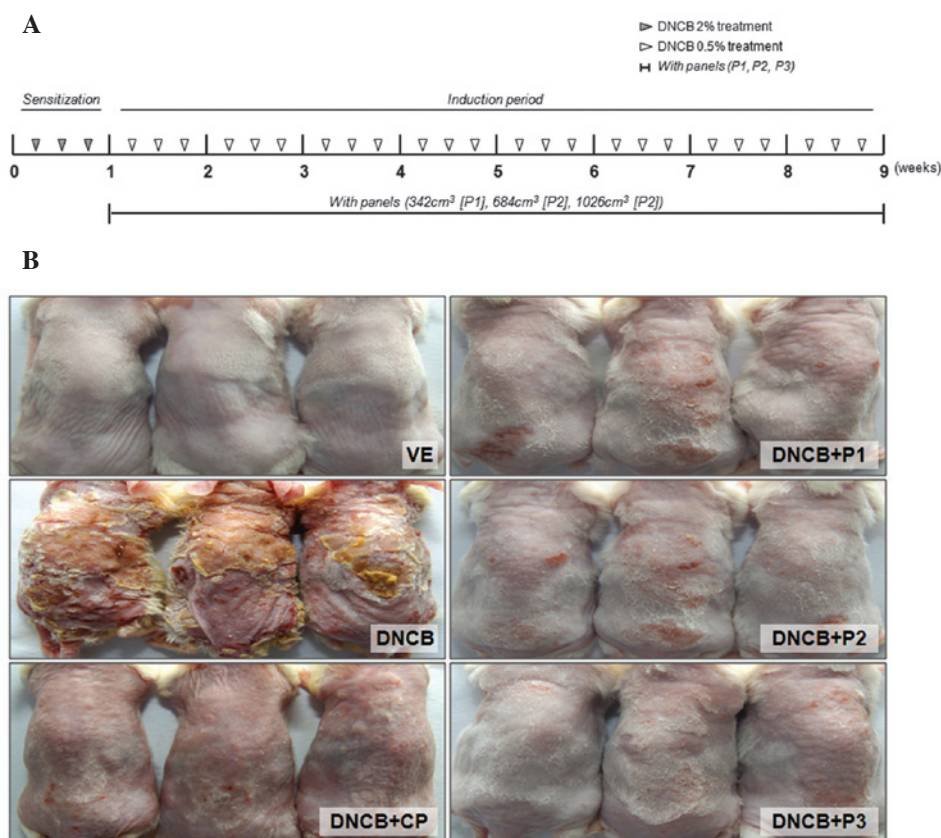 A
DNCB 2% treatment
DNCB 0.5% treatment
With panels (P1, P2, P3)
Sensitization
Induction period
0 1 2 3 4 5 6 7 8 9 (weeks)
With panels (342cm³ [P1], 684cm³ [P2], 1026cm³ [P2])
B
VE
DNCB+P1
DNCB
DNCB+P2
DNCB+CP
DNCB+P3